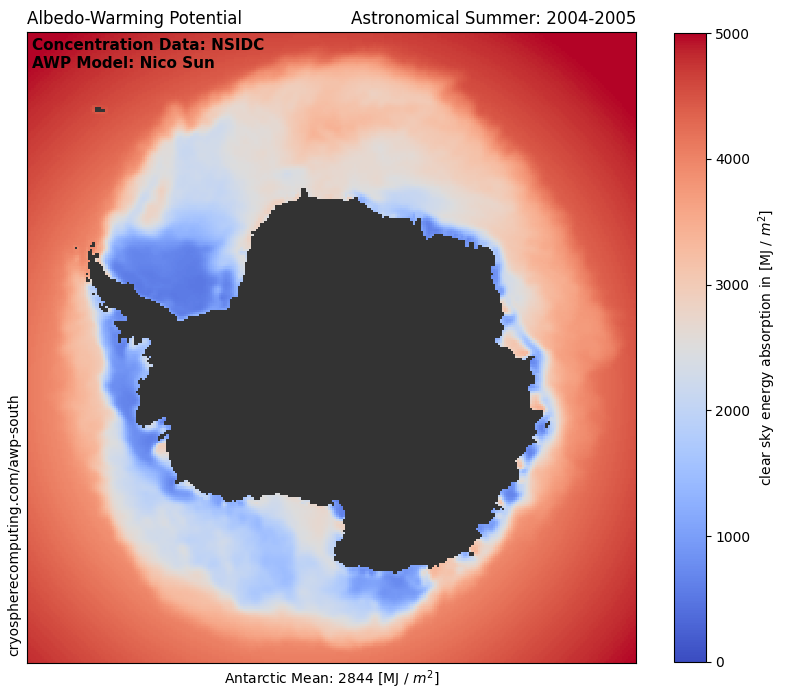 Albedo-Warming Potential
Astronomical Summer: 2004-2005
Concentration Data: NSIDC
AWP Model: Nico Sun
cryospherecomputing.com/awp-south
Antarctic Mean: 2844 [MJ / m²]
5000
4000
3000
2000
1000
0
clear sky energy absorption in [MJ / m²]